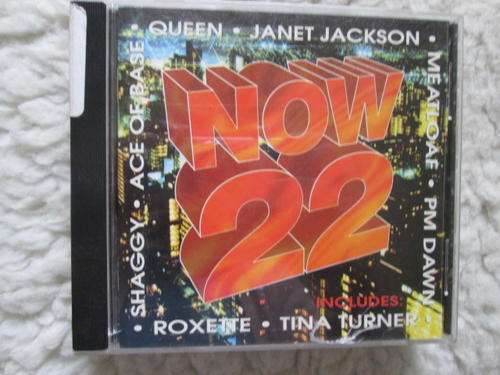 • QUEEN • JANET JACKSON •
MEATLOAF • PM DAWN •
• SHAGGY • ACE OF BASE
NOW
22
INCLUDES:
ROXETTE • TINA TURNER